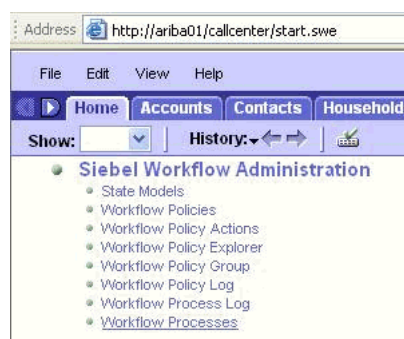 Address http://ariba01/callcenter/start.swe
File Edit View Help
Home Accounts Contacts Household
Show: History:
Siebel Workflow Administration
State Models
Workflow Policies
Workflow Policy Actions
Workflow Policy Explorer
Workflow Policy Group
Workflow Policy Log
Workflow Process Log
Workflow Processes